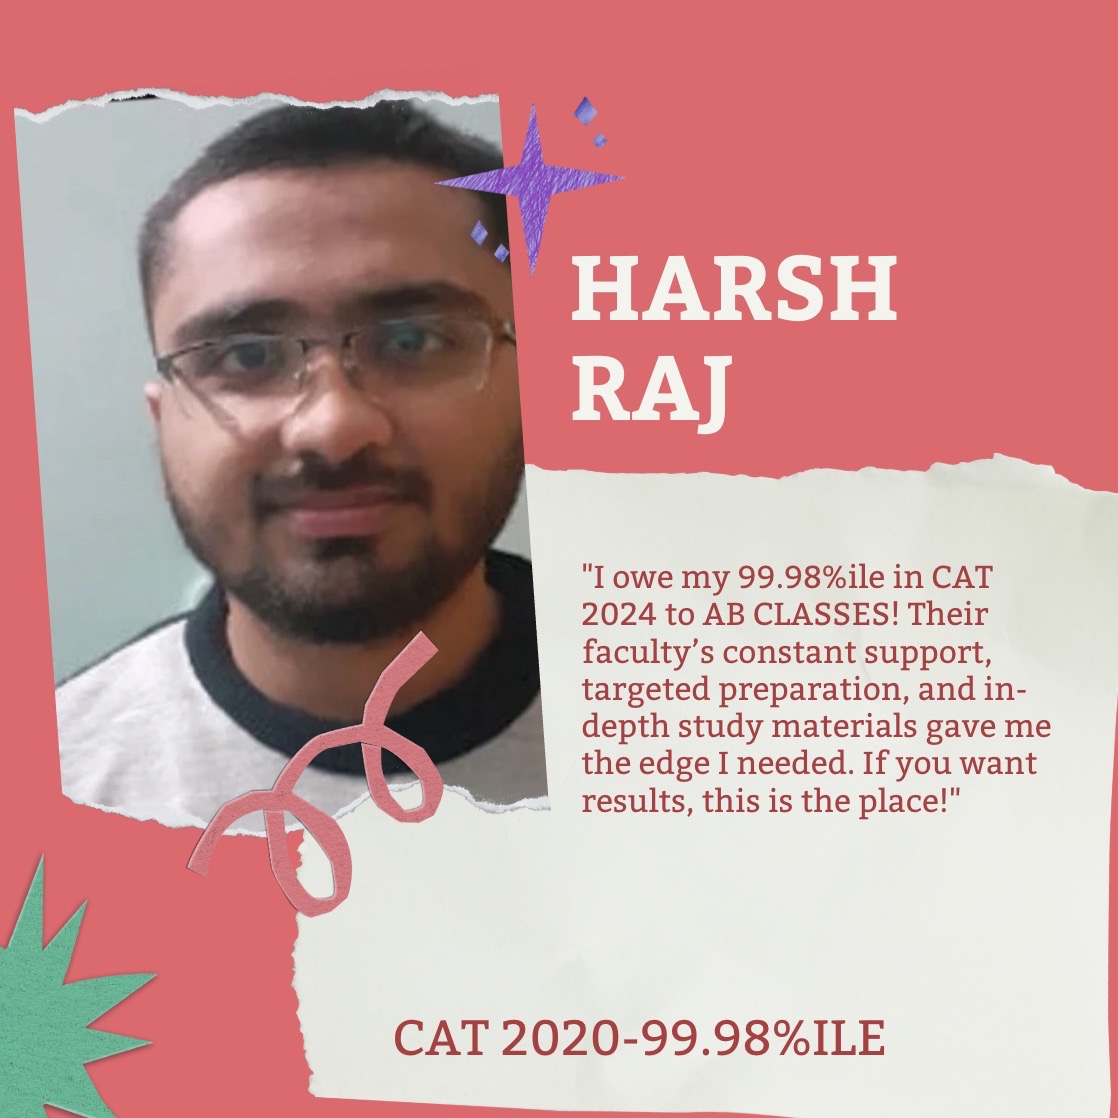 HARSH
RAJ
"I owe my 99.98%ile in CAT
2024 to AB CLASSES! Their
faculty’s constant support,
targeted preparation, and in-
depth study materials gave me
the edge I needed. If you want
results, this is the place!"
CAT 2020-99.98%ILE